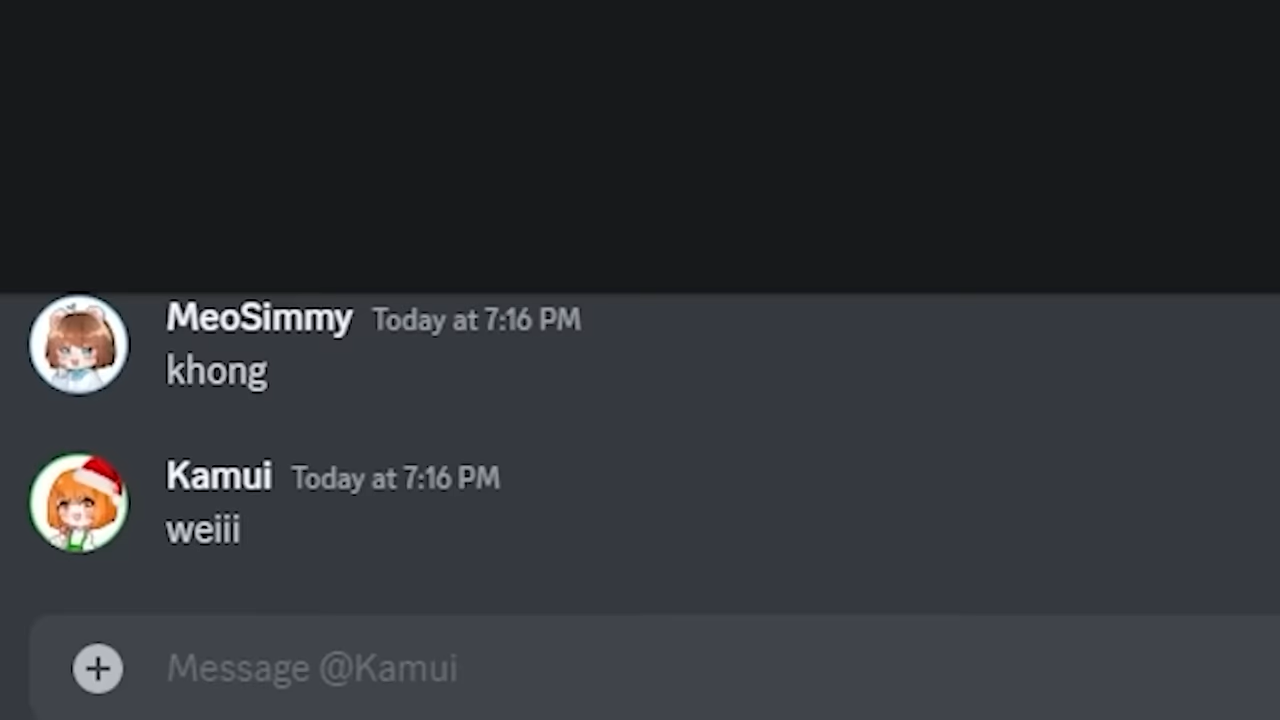 MeoSimmy Today at 7:16 PM
khong
Kamui Today at 7:16 PM
weiii
Message @Kamui